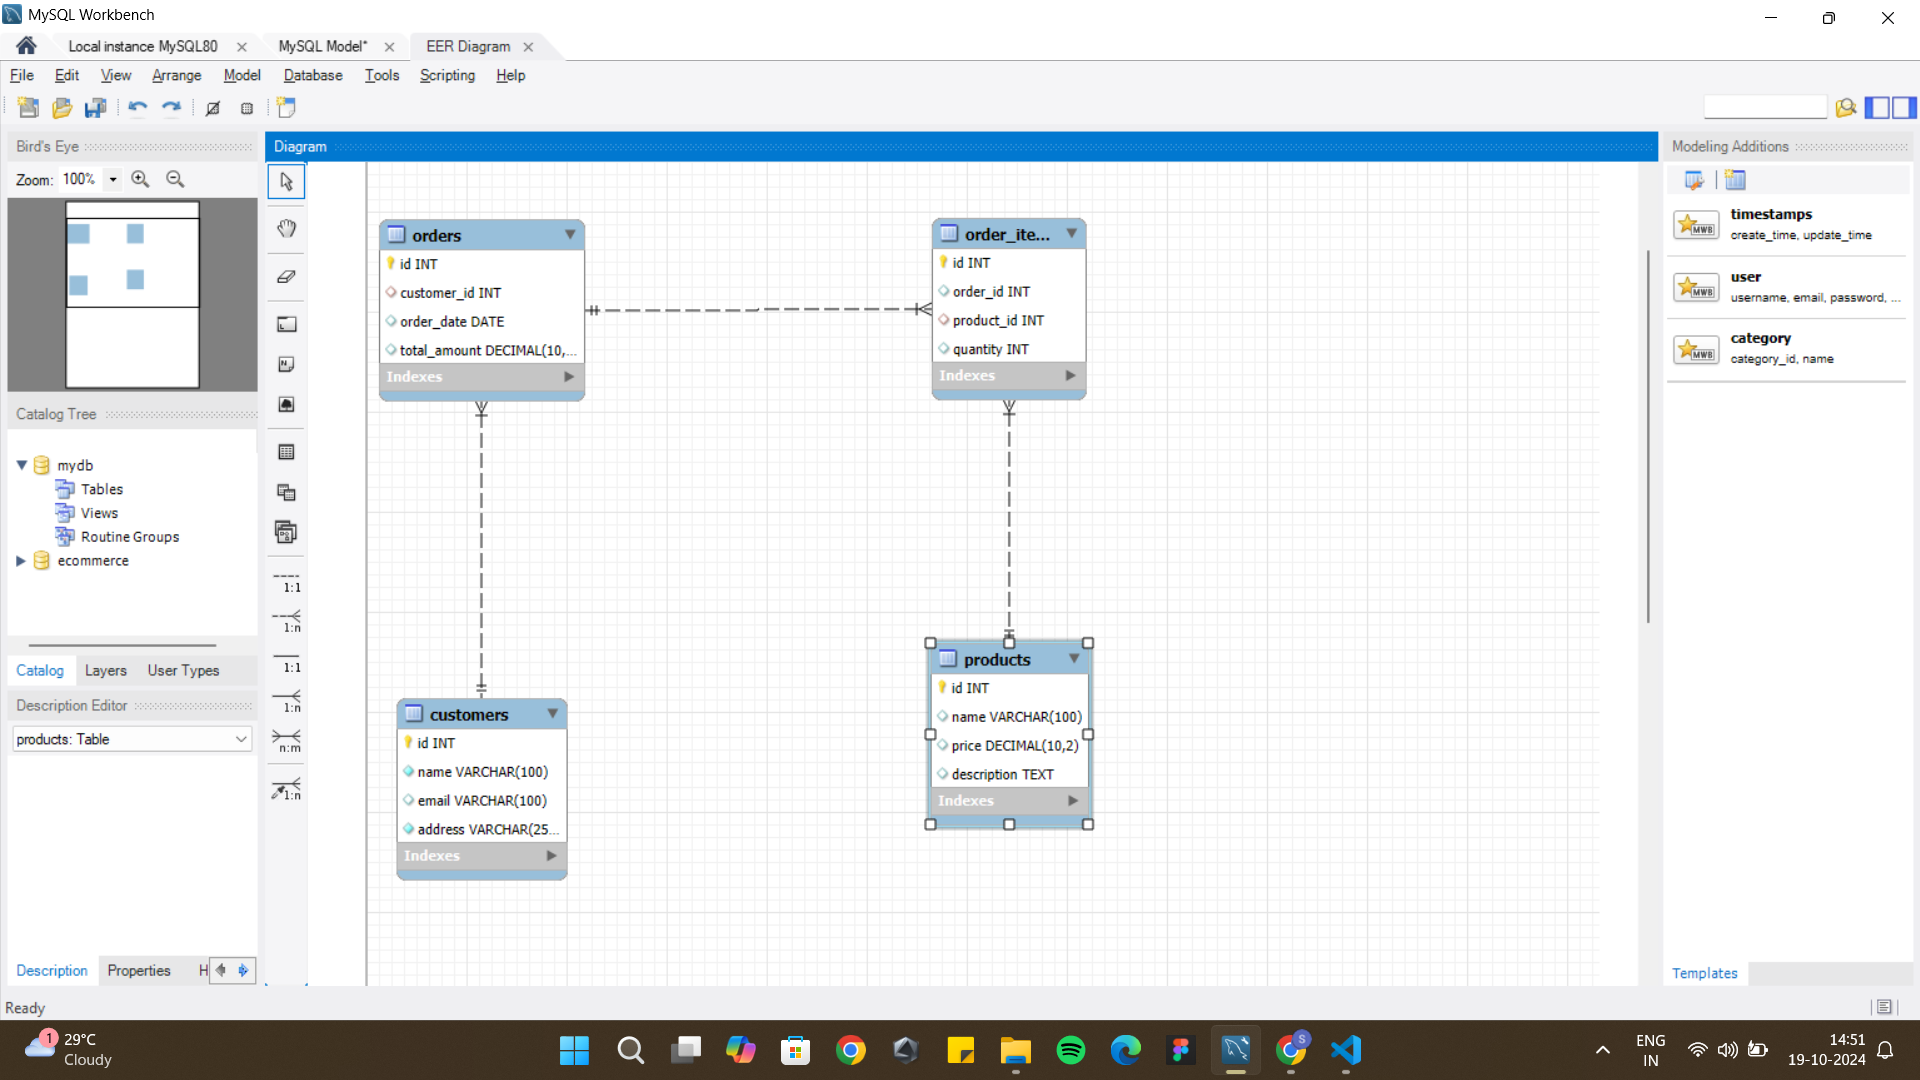 MySQL Workbench
Local instance MySQL80
MySQL Model*
EER Diagram
File Edit View Arrange Model Database Tools Scripting Help
Bird's Eye
Zoom: 100%
Catalog Tree
mydb
Tables
Views
Routine Groups
ecommerce
Catalog Layers User Types
Description Editor
products: Table
Description Properties H
Ready
Diagram
1:1
1:n
1:1
1:n
n:m
1:n
orders
id INT
customer_id INT
order_date DATE
total_amount DECIMAL(10,...
Indexes
order_ite...
id INT
order_id INT
product_id INT
quantity INT
Indexes
customers
id INT
name VARCHAR(100)
email VARCHAR(100)
address VARCHAR(25...
Indexes
products
id INT
name VARCHAR(100)
price DECIMAL(10,2)
description TEXT
Indexes
Modeling Additions
MWB
timestamps
create_time, update_time
MWB
user
username, email, password, ...
MWB
category
category_id, name
Templates
1
29°C
Cloudy
S
ENG
IN
14:51
19-10-2024